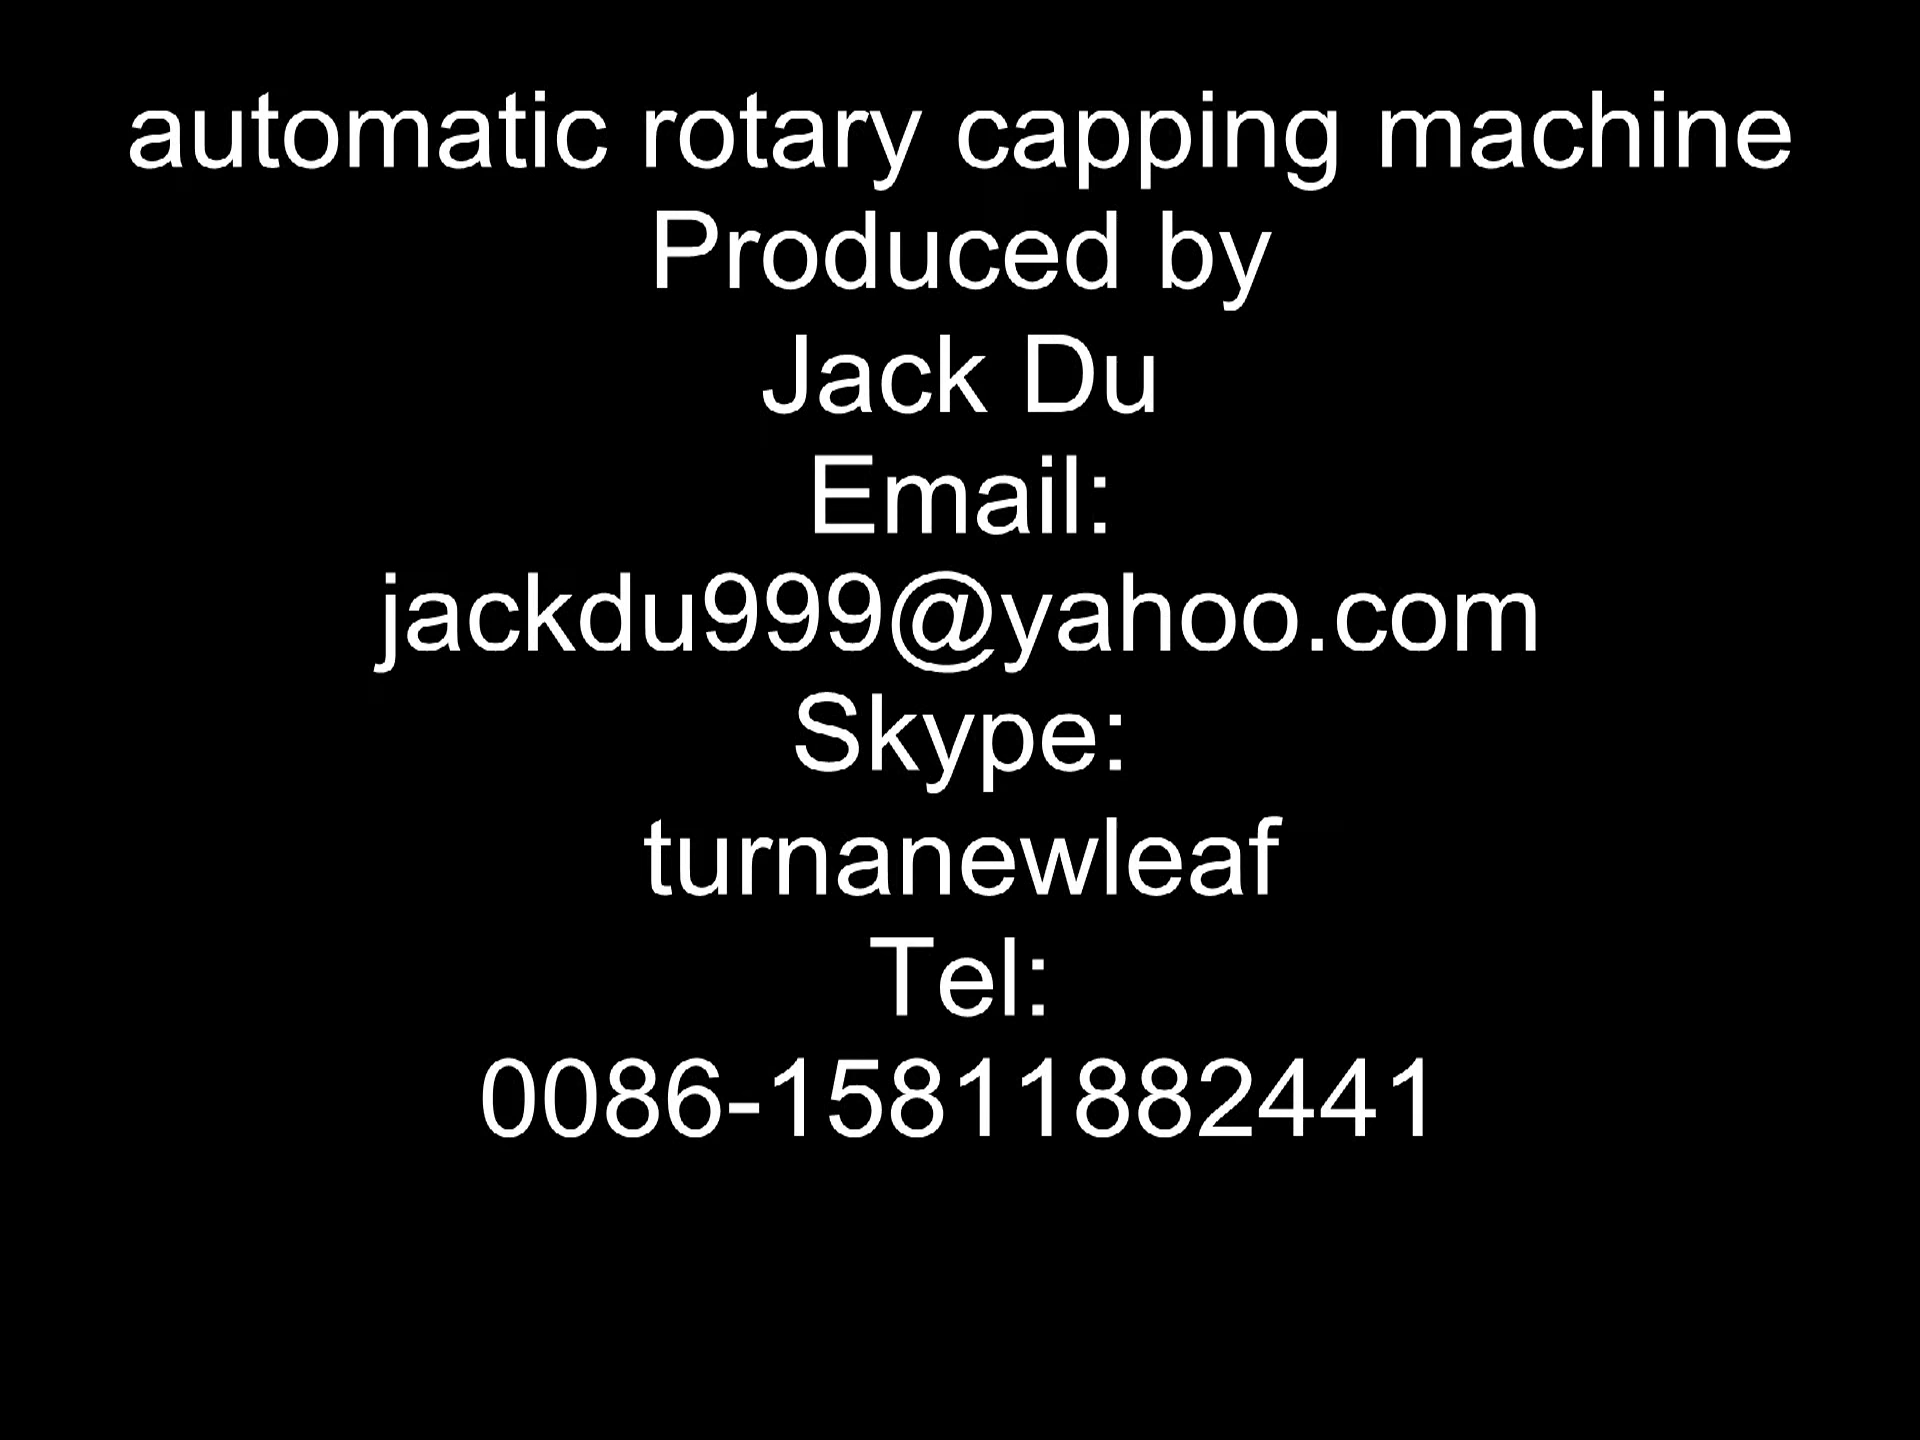 automatic rotary capping machine
Produced by
Jack Du
Email:
jackdu999@yahoo.com
Skype:
turnanewleaf
Tel:
0086-15811882441